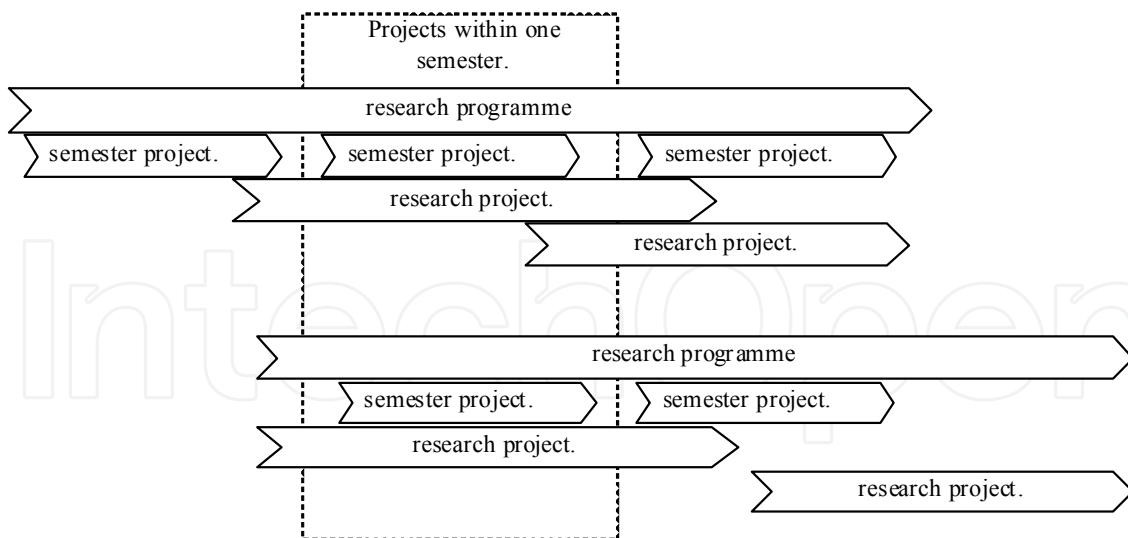 Projects within one
semester.
research programme
semester project. semester project. semester project.
research project.
research project.
IntechOpen
research programme
semester project. semester project.
research project.
research project.